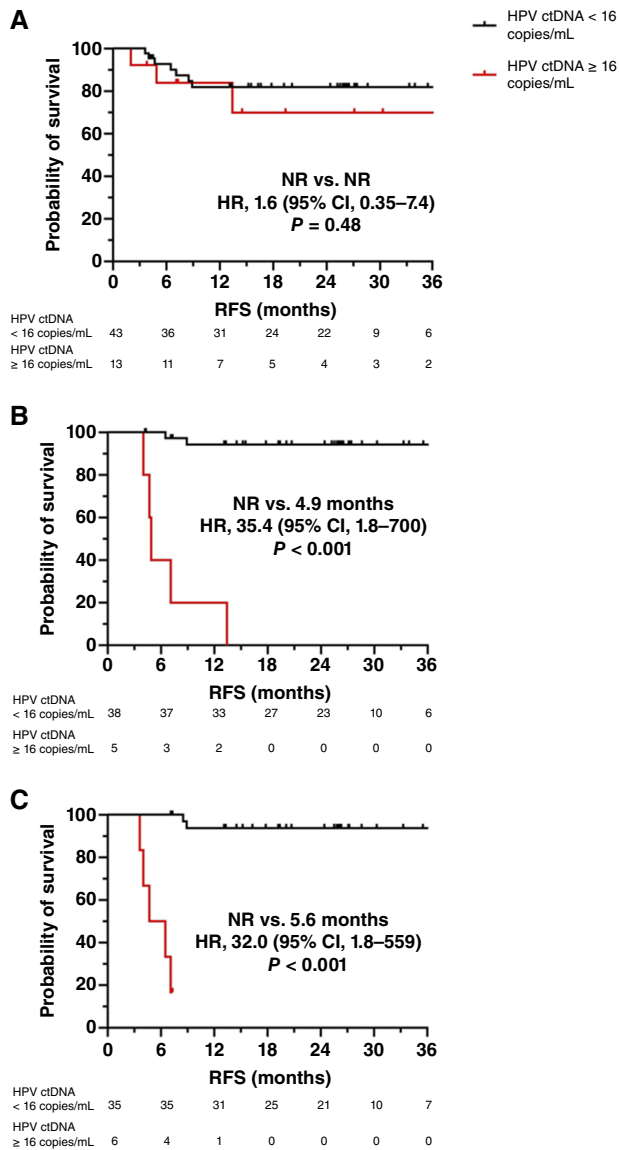 A
HPV ctDNA < 16
copies/mL
HPV ctDNA ≥ 16
copies/mL
100
80
60
40
20
0
Probability of survival
NR vs. NR
HR, 1.6 (95% CI, 0.35–7.4)
P = 0.48
0 6 12 18 24 30 36
RFS (months)
HPV ctDNA
< 16 copies/mL 43 36 31 24 22 9 6
HPV ctDNA
≥ 16 copies/mL 13 11 7 5 4 3 2
B
100
80
60
40
20
0
Probability of survival
NR vs. 4.9 months
HR, 35.4 (95% CI, 1.8–700)
P < 0.001
0 6 12 18 24 30 36
RFS (months)
HPV ctDNA
< 16 copies/mL 38 37 33 27 23 10 6
HPV ctDNA
≥ 16 copies/mL 5 3 2 0 0 0 0
C
100
80
60
40
20
0
Probability of survival
NR vs. 5.6 months
HR, 32.0 (95% CI, 1.8–559)
P < 0.001
0 6 12 18 24 30 36
RFS (months)
HPV ctDNA
< 16 copies/mL 35 35 31 25 21 10 7
HPV ctDNA
≥ 16 copies/mL 6 4 1 0 0 0 0